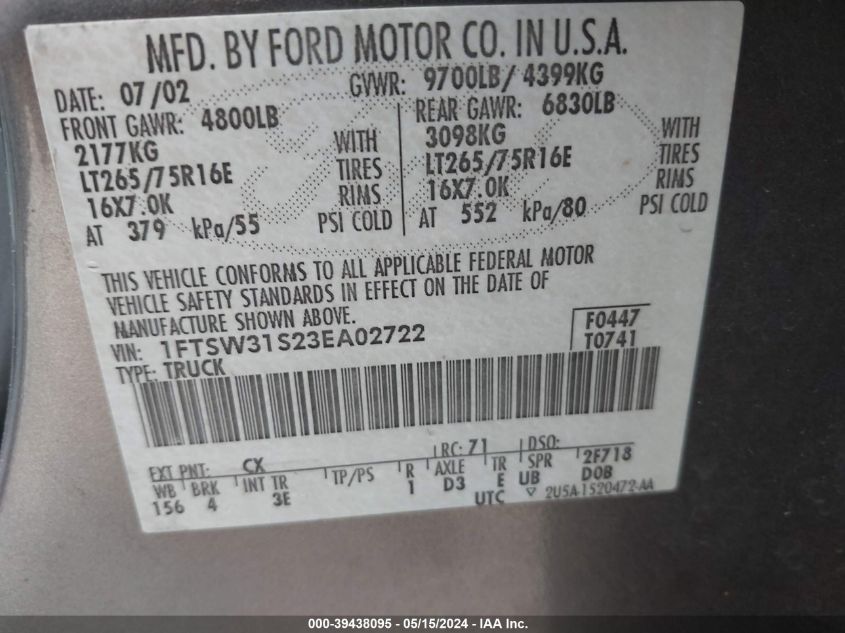 MFD. BY FORD MOTOR CO. IN U.S.A.
DATE: 07/02 GVWR: 9700LB/ 4399KG
FRONT GAWR: 4800LB REAR GAWR: 6830LB
2177KG WITH 3098KG WITH
LT265/75R16E TIRES LT265/75R16E TIRES
16X7.0K RIMS 16X7.0K RIMS
AT 379 kPa/55 PSI COLD AT 552 kPa/80 PSI COLD
THIS VEHICLE CONFORMS TO ALL APPLICABLE FEDERAL MOTOR
VEHICLE SAFETY STANDARDS IN EFFECT ON THE DATE OF
MANUFACTURE SHOWN ABOVE.
VIN: 1FTSW31S23EA02722 F0447
TYPE: TRUCK T0741
EXT PNT: CX RC: 71 DSO:
WB BRK INT TR TP/PS R AXLE TR SPR 2F718
156 4 3E 1 D3 E UB D0B
UTC ▽ 2U5A-1520472-AA
000-39438095 - 05/15/2024 - IAA Inc.